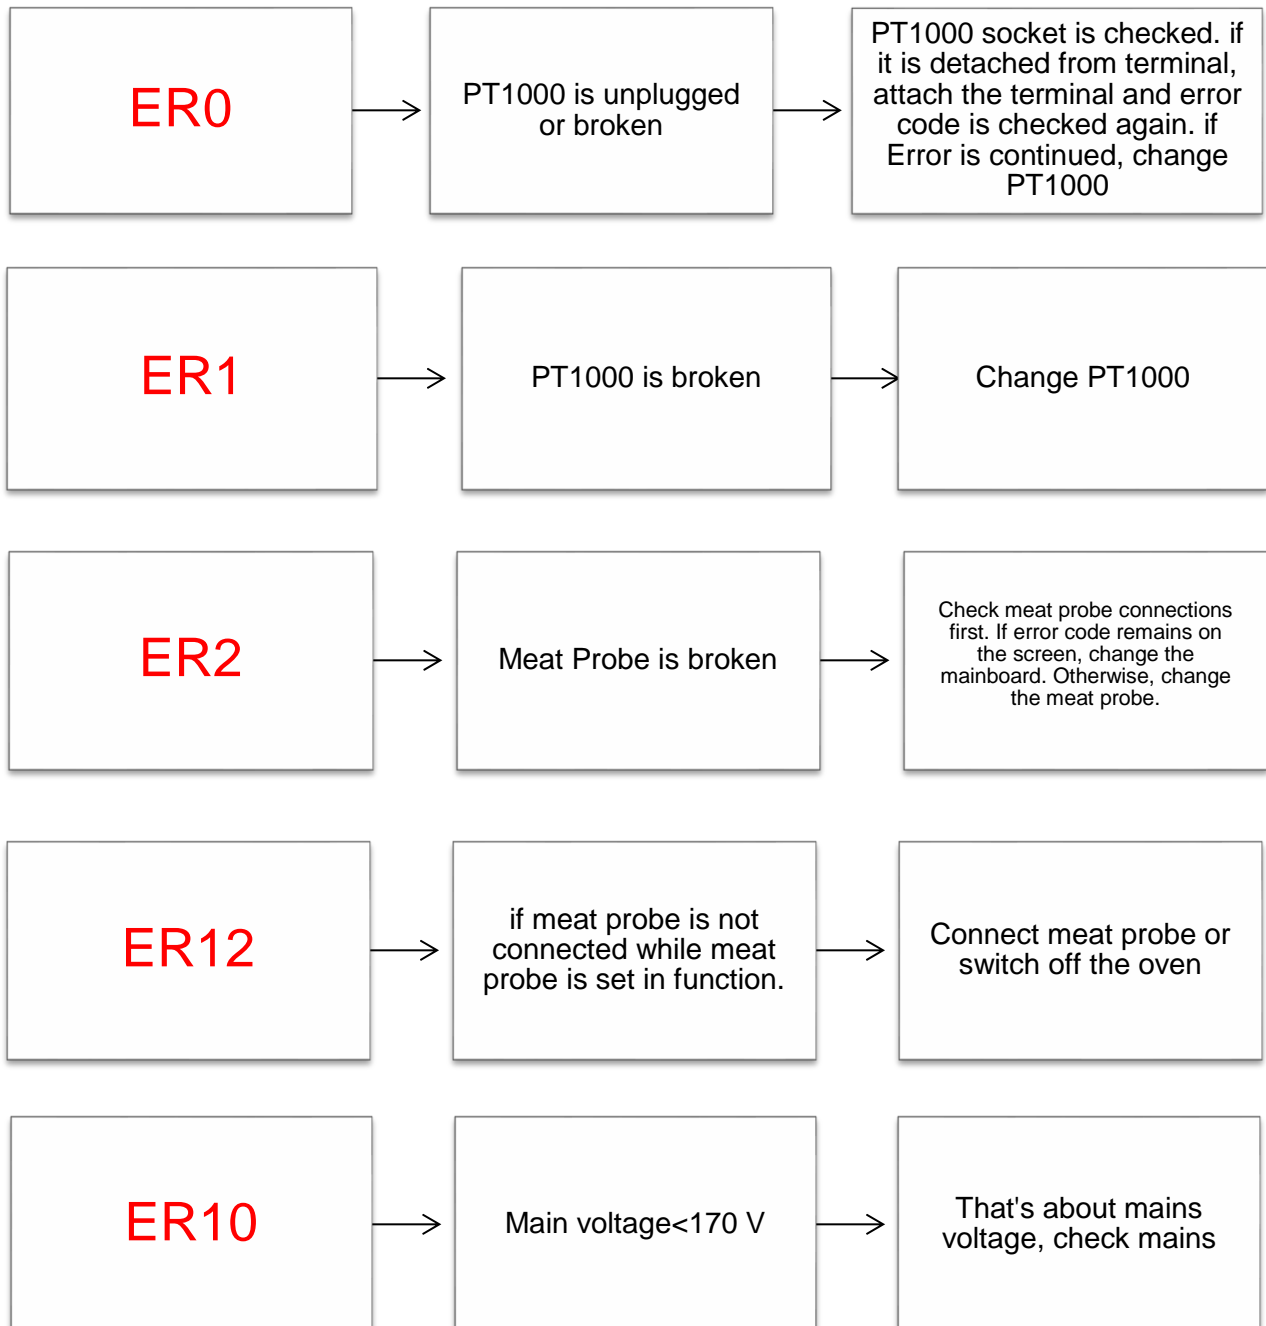 ER0
PT1000 is unplugged
or broken
PT1000 socket is checked. if
it is detached from terminal,
attach the terminal and error
code is checked again. if
Error is continued, change
PT1000
ER1
PT1000 is broken
Change PT1000
ER2
Meat Probe is broken
Check meat probe connections
first. If error code remains on
the screen, change the
mainboard. Otherwise, change
the meat probe.
ER12
if meat probe is not
connected while meat
probe is set in function.
Connect meat probe or
switch off the oven
ER10
Main voltage<170 V
That's about mains
voltage, check mains